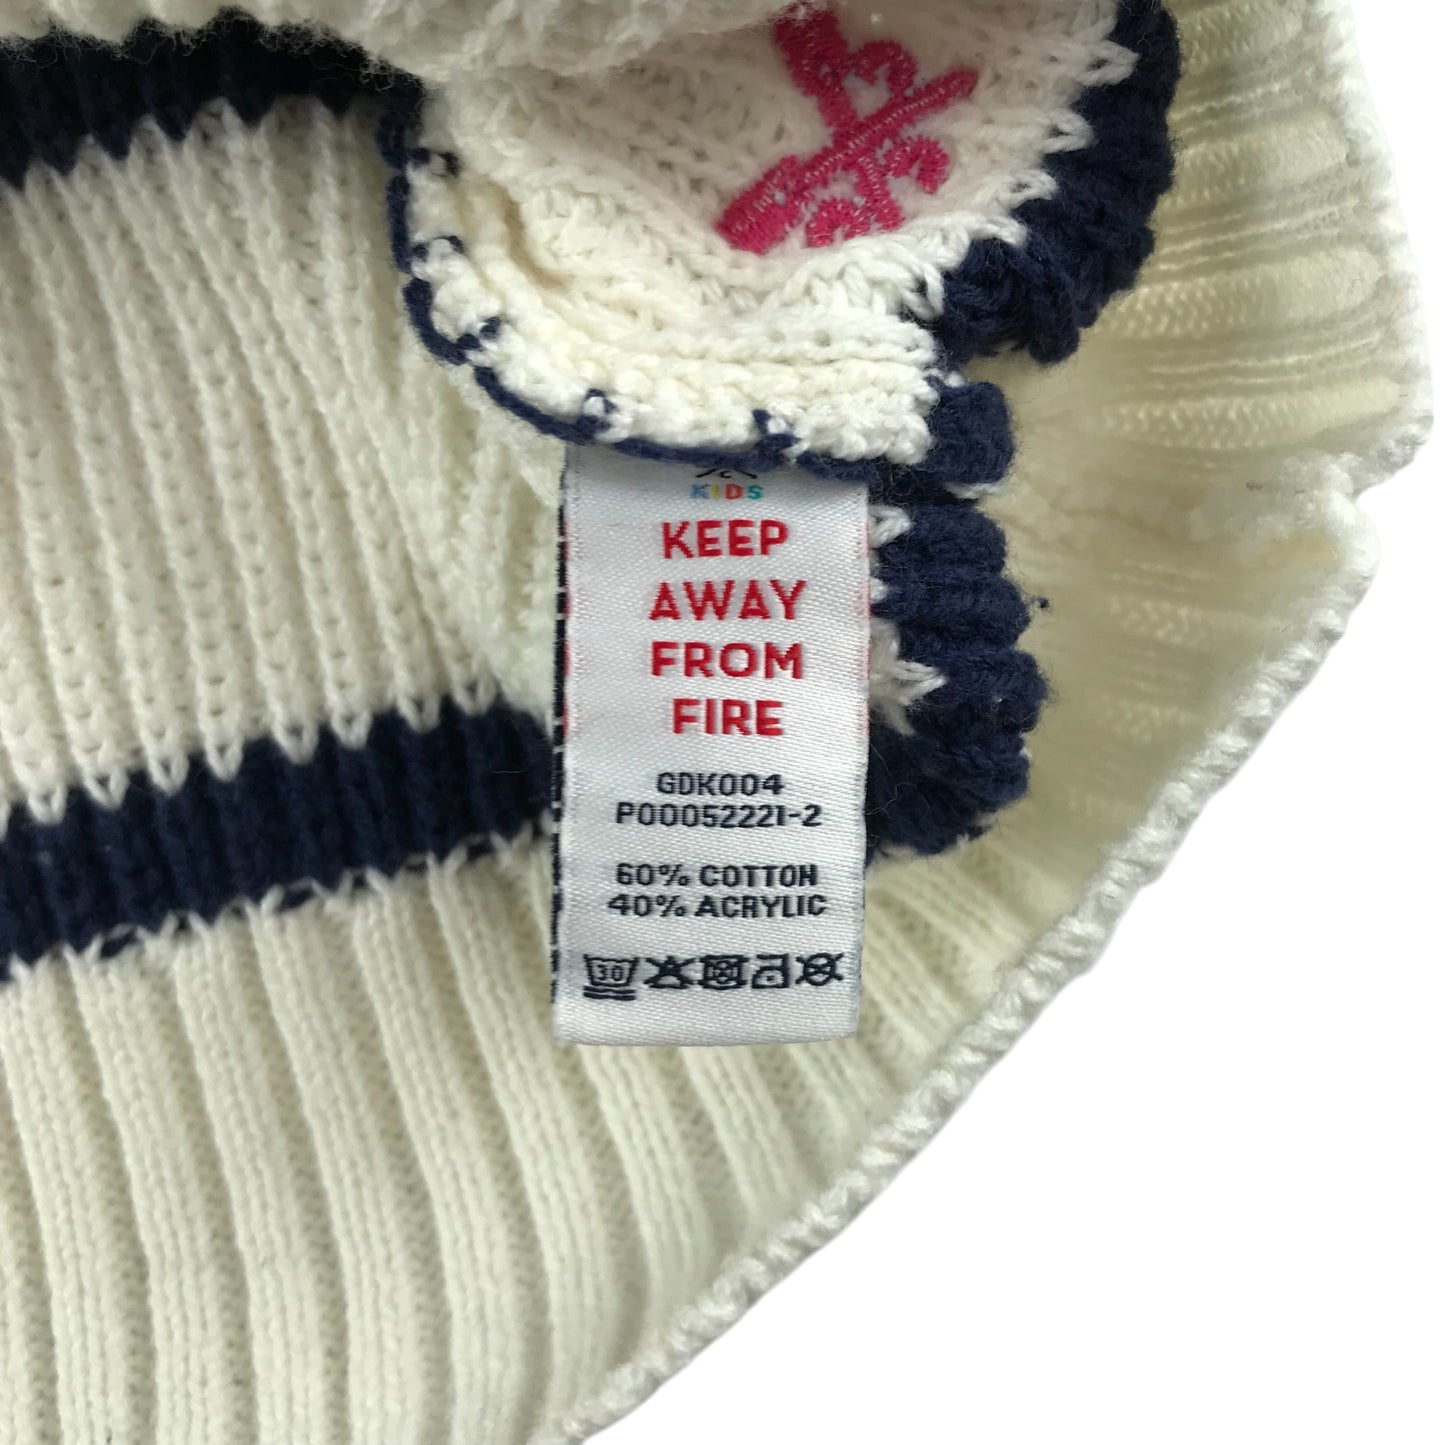 KIDS
KEEP
AWAY
FROM
FIRE
GDK004
P00052221-2
60% COTTON
40% ACRYLIC
30